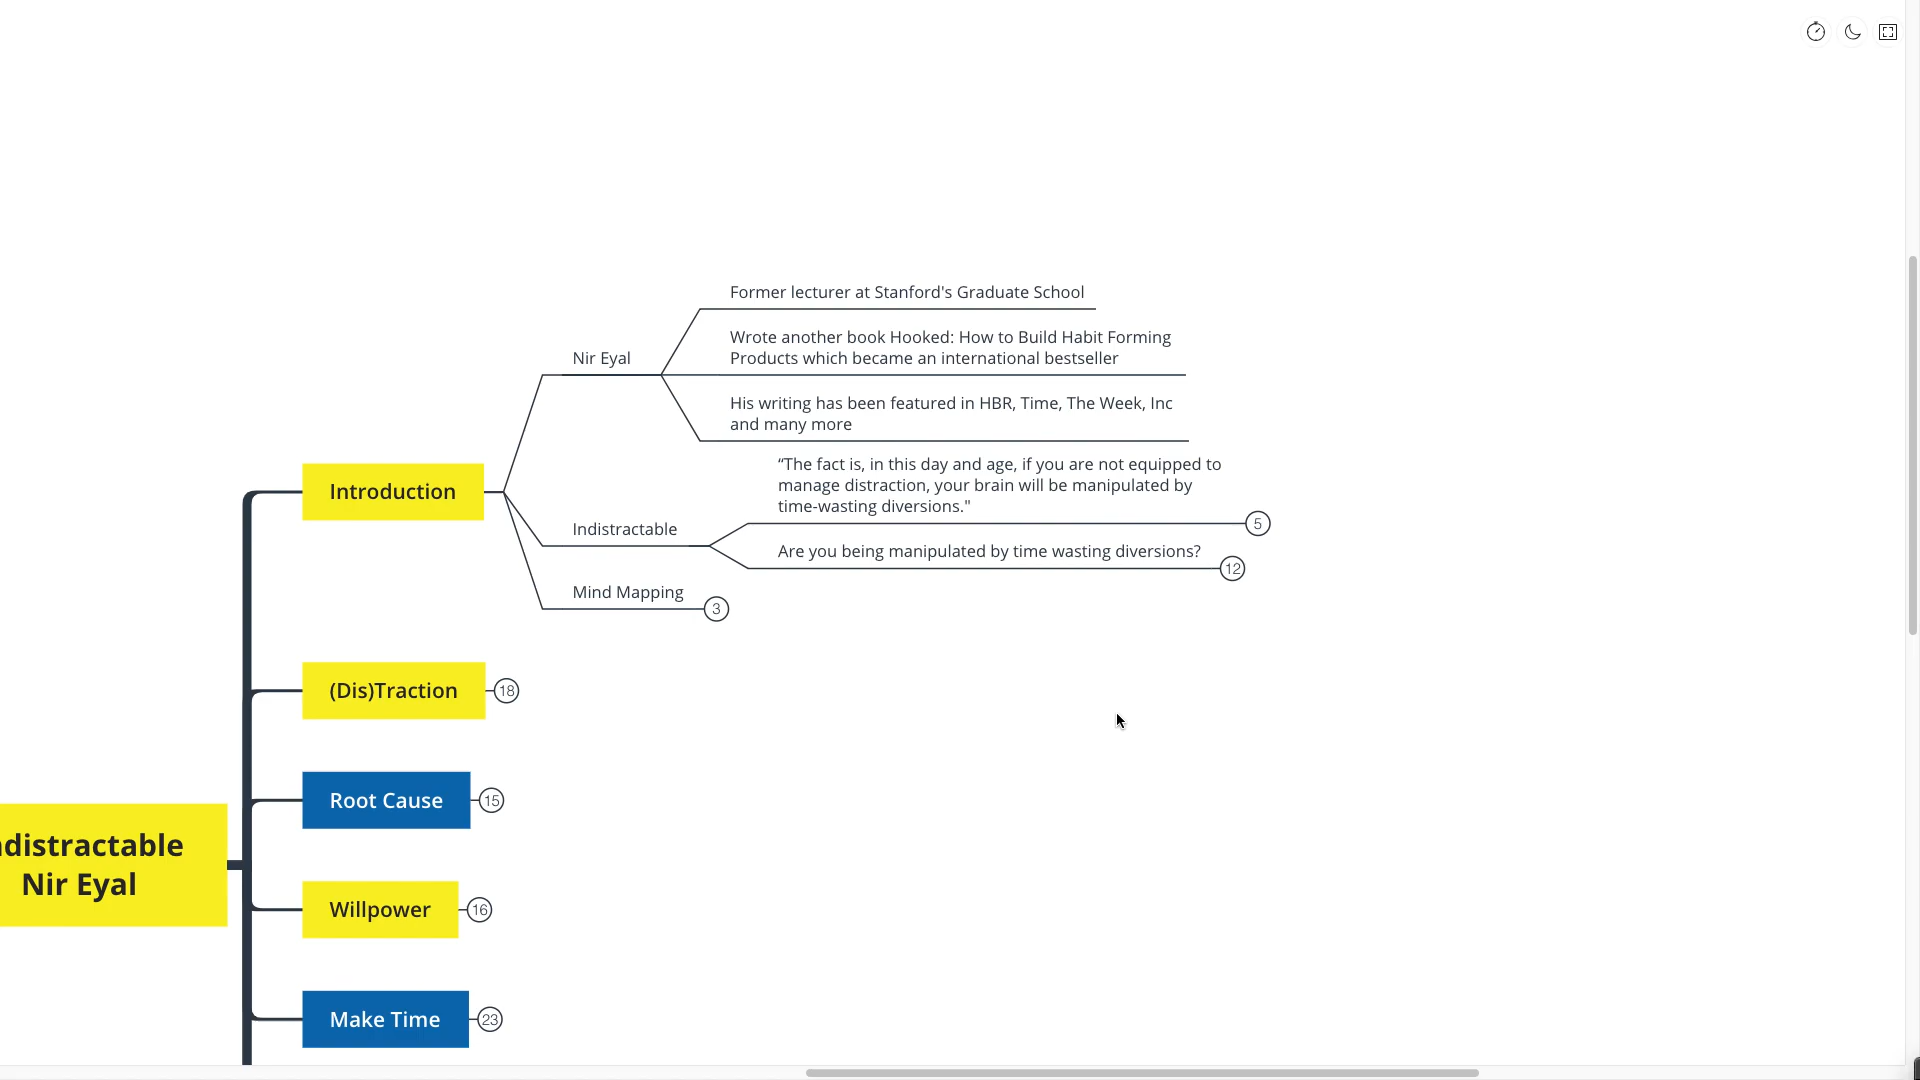 Former lecturer at Stanford's Graduate School
Wrote another book Hooked: How to Build Habit Forming
Products which became an international bestseller
Nir Eyal
His writing has been featured in HBR, Time, The Week, Inc
and many more
“The fact is, in this day and age, if you are not equipped to
manage distraction, your brain will be manipulated by
time-wasting diversions."
5
Introduction
Indistractable
Are you being manipulated by time wasting diversions?
12
Mind Mapping
3
(Dis)Traction
18
Root Cause
15
ndistractable
Nir Eyal
Willpower
16
Make Time
23